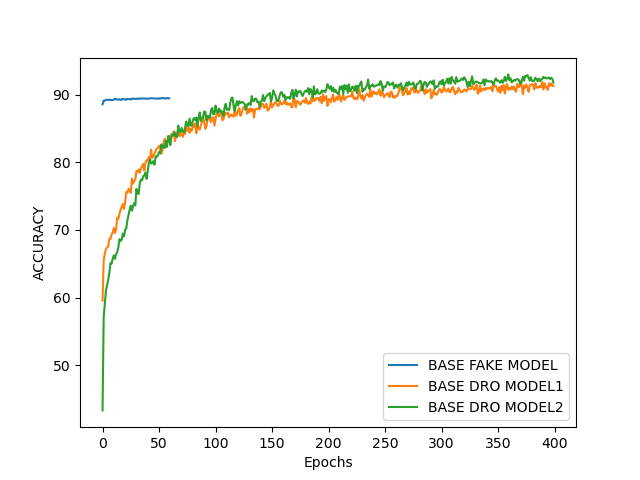 90
80
70
60
50
ACCURACY
0 50 100 150 200 250 300 350 400
Epochs
BASE FAKE MODEL
BASE DRO MODEL1
BASE DRO MODEL2